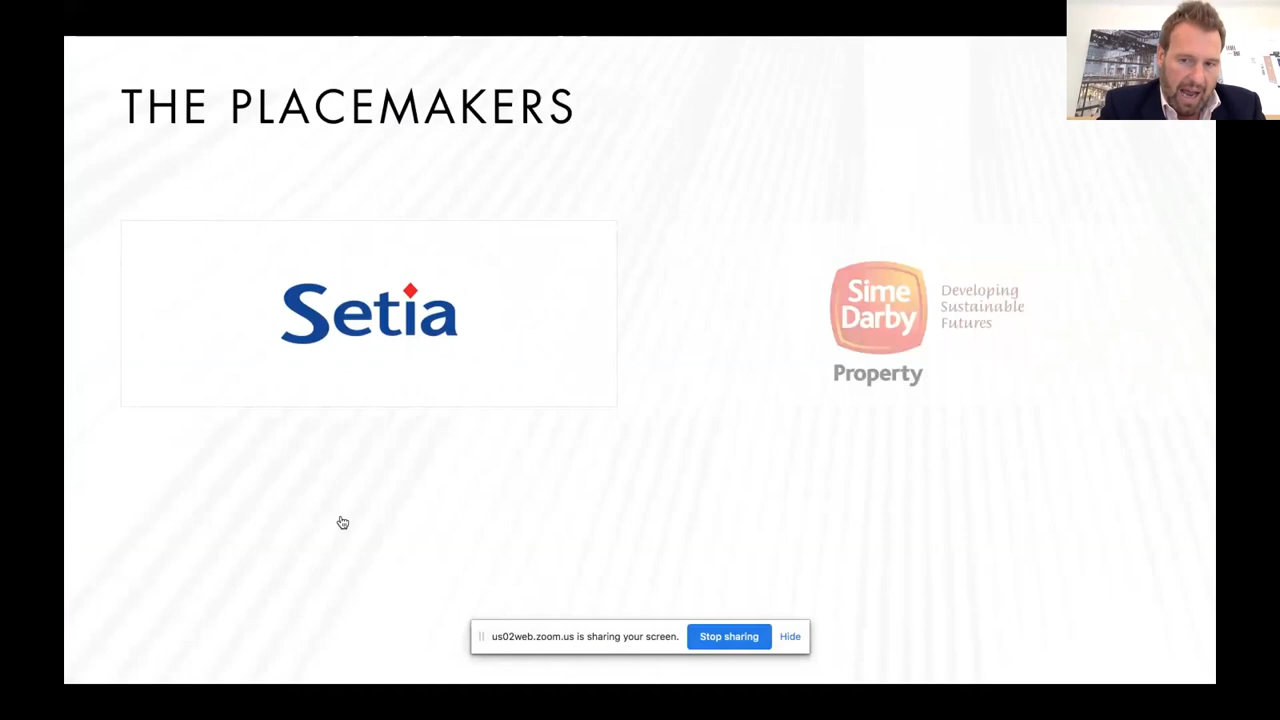 THE PLACEMAKERS
Setia
Sime
Darby
Property
Developing
Sustainable
Futures
us02web.zoom.us is sharing your screen.
Stop sharing
Hide